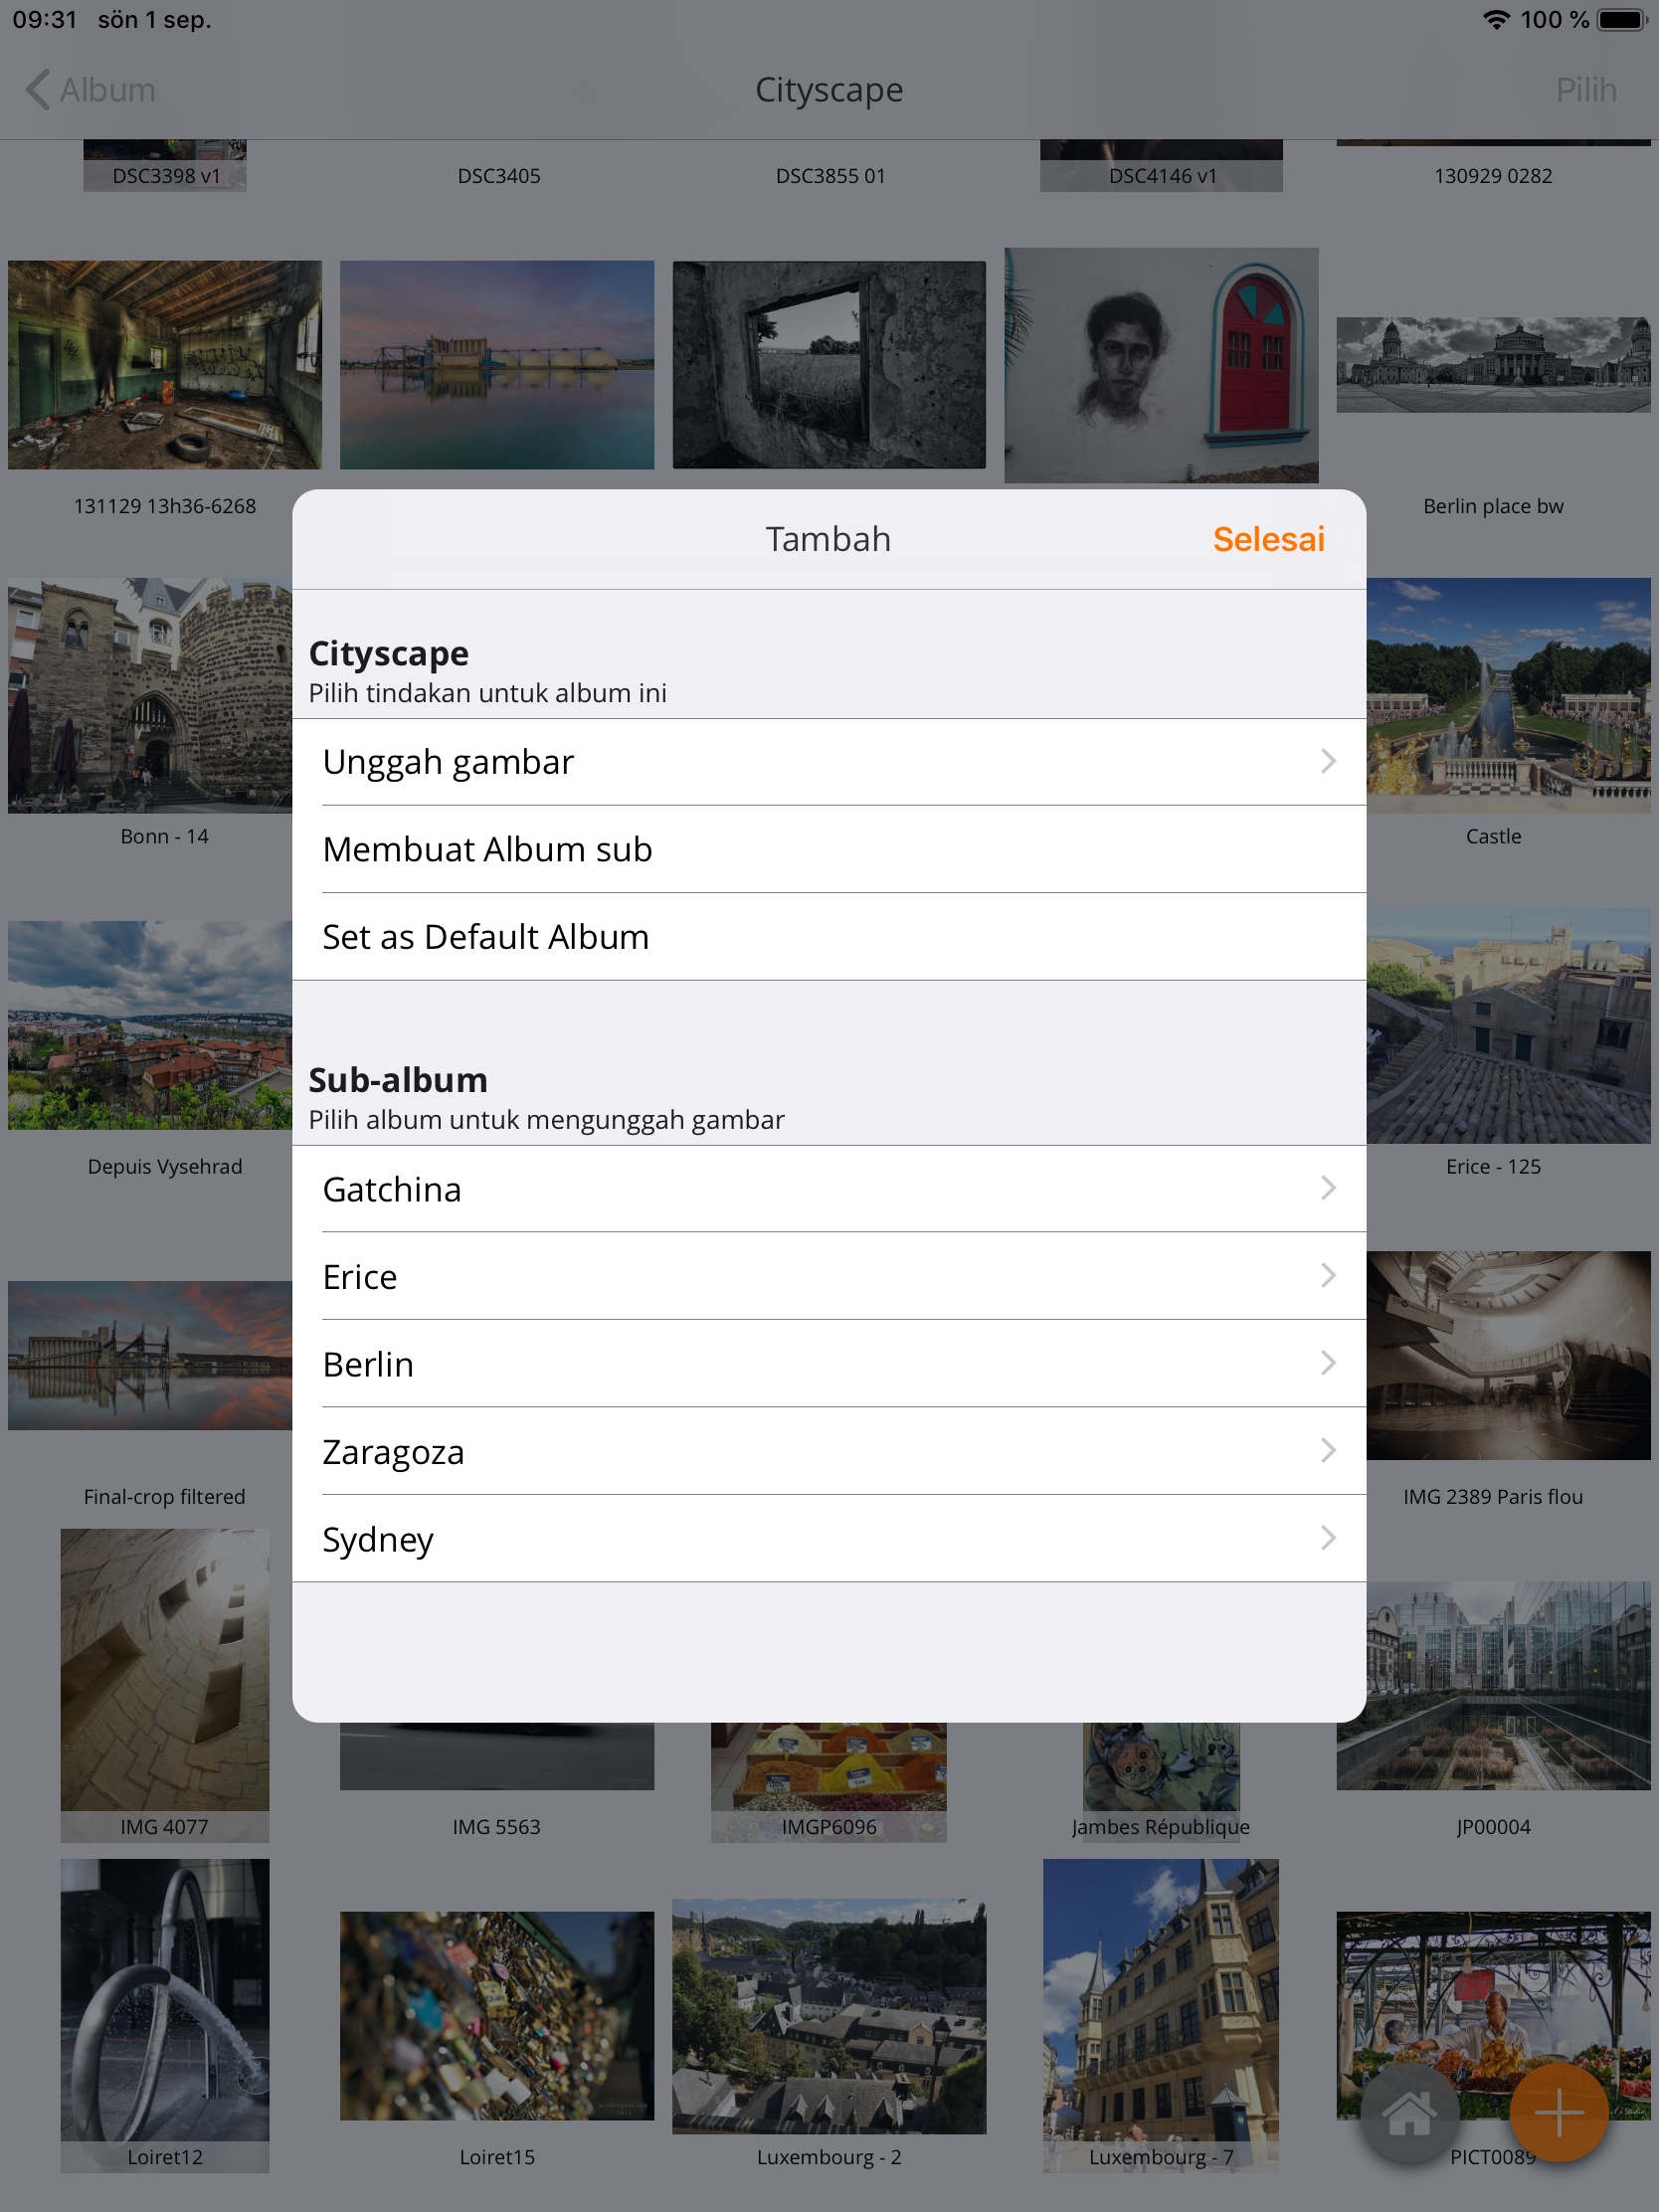 09:31 sön 1 sep. 100 %
Album Cityscape Pilih
DSC3398 v1 DSC3405 DSC3855 01 DSC4146 v1 130929 0282
131129 13h36-6268 Berlin place bw
Tambah Selesai
Cityscape
Pilih tindakan untuk album ini
Unggah gambar
Membuat Album sub
Set as Default Album
Sub-album
Pilih album untuk mengunggah gambar
Gatchina
Erice
Berlin
Zaragoza
Sydney
Bonn - 14 Castle
Depuis Vysehrad Erice - 125
Final-crop filtered IMG 2389 Paris flou
IMG 4077 IMG 5563 IMGP6096 Jambes République JP00004
Loiret12 Loiret15 Luxembourg - 2 Luxembourg - 7 PICT0089